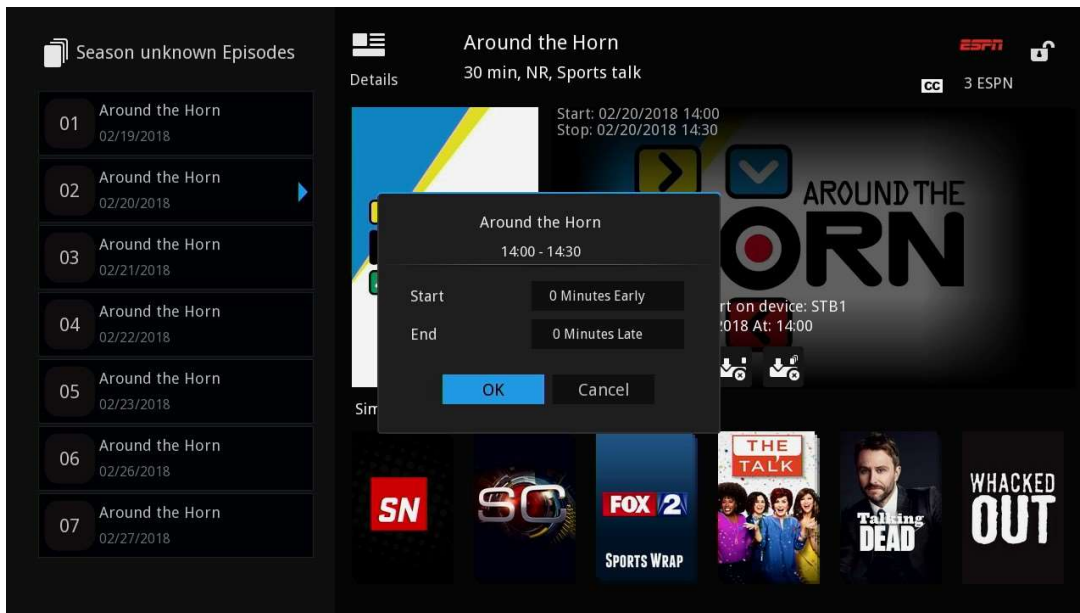 Season unknown Episodes
01
Around the Horn
02/19/2018
02
Around the Horn
02/20/2018
03
Around the Horn
02/21/2018
04
Around the Horn
02/22/2018
05
Around the Horn
02/23/2018
06
Around the Horn
02/26/2018
07
Around the Horn
02/27/2018
Details
Around the Horn
30 min, NR, Sports talk
ESPN
CC
3 ESPN
Start: 02/20/2018 14:00
Stop: 02/20/2018 14:30
AROUND THE
ORN
Around the Horn
14:00 - 14:30
Start
0 Minutes Early
End
0 Minutes Late
OK
Cancel
rt on device: STB1
2018 At: 14:00
Sim
SN
SC
FOX 2
SPORTS WRAP
THE
TALK
Talking
DEAD
WHACKED
OUT